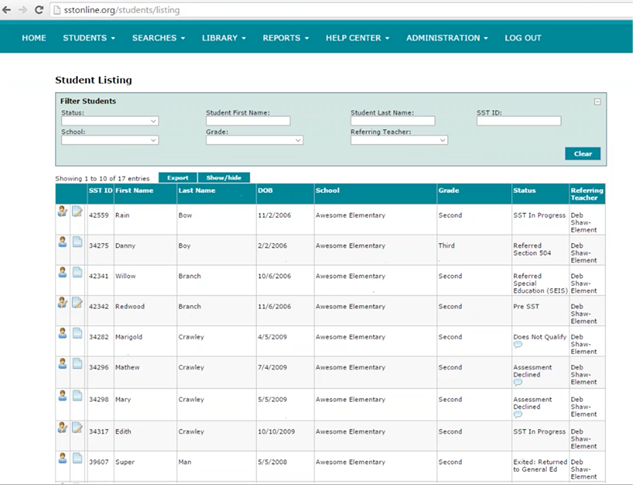 sstonline.org/students/listing
HOME STUDENTS SEARCHES LIBRARY REPORTS HELP CENTER ADMINISTRATION LOG OUT
Student Listing
Filter Students
Status: Student First Name: Student Last Name: SST ID:
School: Grade: Referring Teacher:
Clear
Showing 1 to 10 of 17 entries Export Show/hide
SST ID First Name Last Name DOB School Grade Status Referring Teacher
42559 Rain Bow 11/2/2006 Awesome Elementary Second SST In Progress Deb Shaw-Element
34275 Danny Boy 2/2/2006 Awesome Elementary Third Referred Section 504 Deb Shaw-Element
42341 Willow Branch 10/6/2006 Awesome Elementary Second Referred Special Education (SEIS) Deb Shaw-Element
42342 Redwood Branch 11/6/2006 Awesome Elementary Second Pre SST Deb Shaw-Element
34282 Marigold Crawley 4/5/2009 Awesome Elementary Second Does Not Qualify Deb Shaw-Element
34296 Mathew Crawley 7/4/2009 Awesome Elementary Second Assessment Declined Deb Shaw-Element
34298 Mary Crawley 5/5/2009 Awesome Elementary Second Assessment Declined Deb Shaw-Element
34317 Edith Crawley 10/10/2009 Awesome Elementary Second SST In Progress Deb Shaw-Element
39607 Super Man 5/5/2008 Awesome Elementary Second Exited: Returned to General Ed Deb Shaw-Element